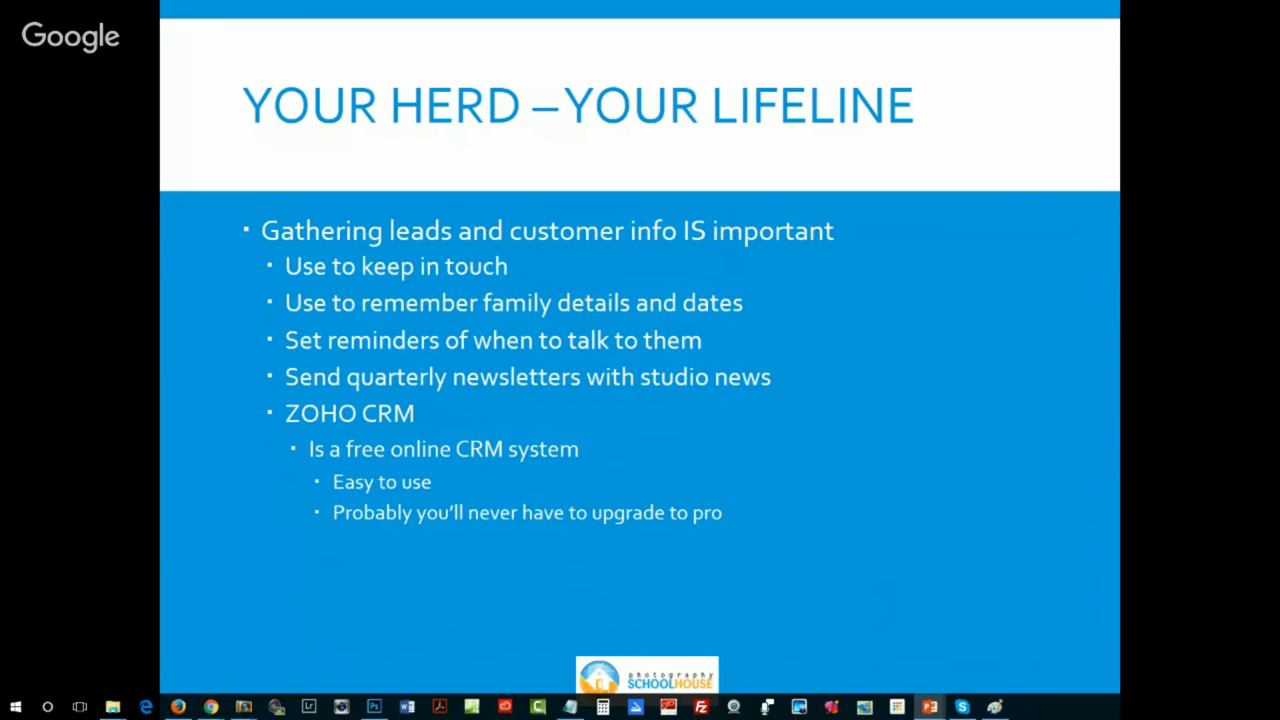 Google
YOUR HERD – YOUR LIFELINE
Gathering leads and customer info IS important
Use to keep in touch
Use to remember family details and dates
Set reminders of when to talk to them
Send quarterly newsletters with studio news
ZOHO CRM
Is a free online CRM system
Easy to use
Probably you’ll never have to upgrade to pro
photography
SCHOOLHOUSE